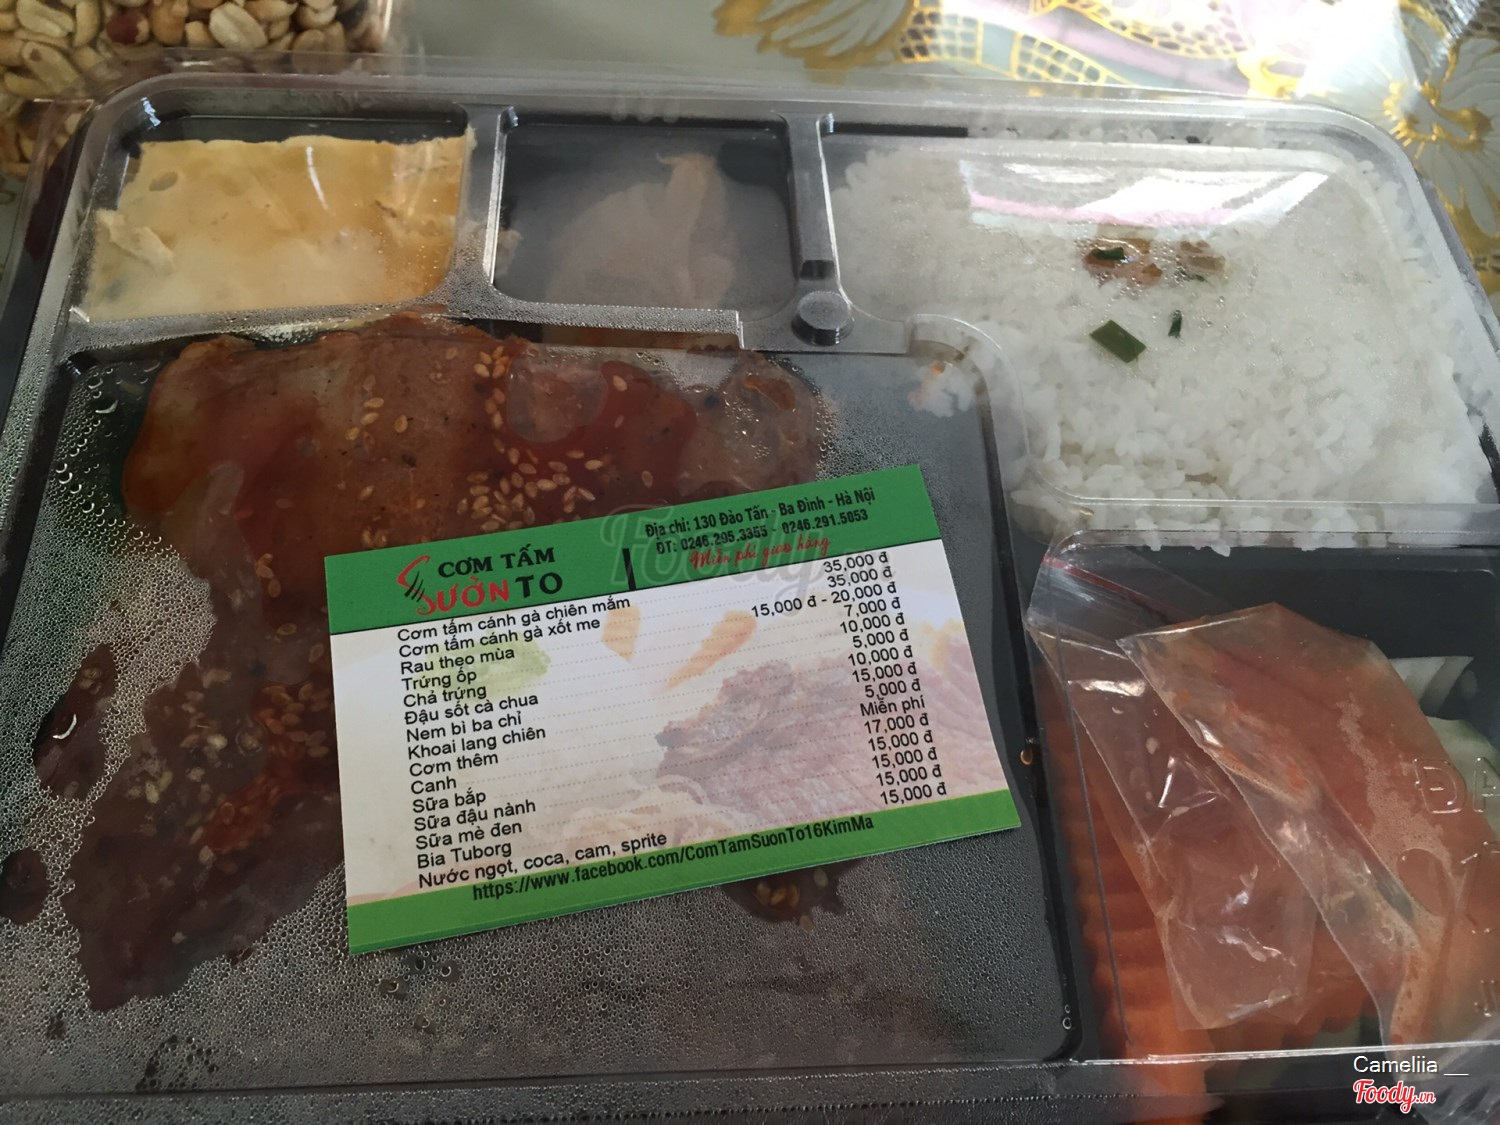 Địa chỉ: 130 Đào Tấn - Ba Đình - Hà Nội
ĐT: 0246.295.3355 - 0246.291.5053
Miễn phí giao hàng
CƠM TẤM
SƯỜN TO
Cơm tấm cánh gà chiên mắm 35,000 đ
Cơm tấm cánh gà xốt me 35,000 đ
Rau theo mùa 15,000 đ - 20,000 đ
Trứng ốp 7,000 đ
Chả trứng 10,000 đ
Đậu sốt cà chua 5,000 đ
Nem bì ba chỉ 10,000 đ
Khoai lang chiên 15,000 đ
Cơm thêm 5,000 đ
Canh Miễn phí
Sữa bắp 17,000 đ
Sữa đậu nành 15,000 đ
Sữa mè đen 15,000 đ
Bia Tuborg 15,000 đ
Nước ngọt, coca, cam, sprite 15,000 đ
https://www.facebook.com/ComTamSuonTo16KimMa
Foody
Cameliia __
Foody.vn